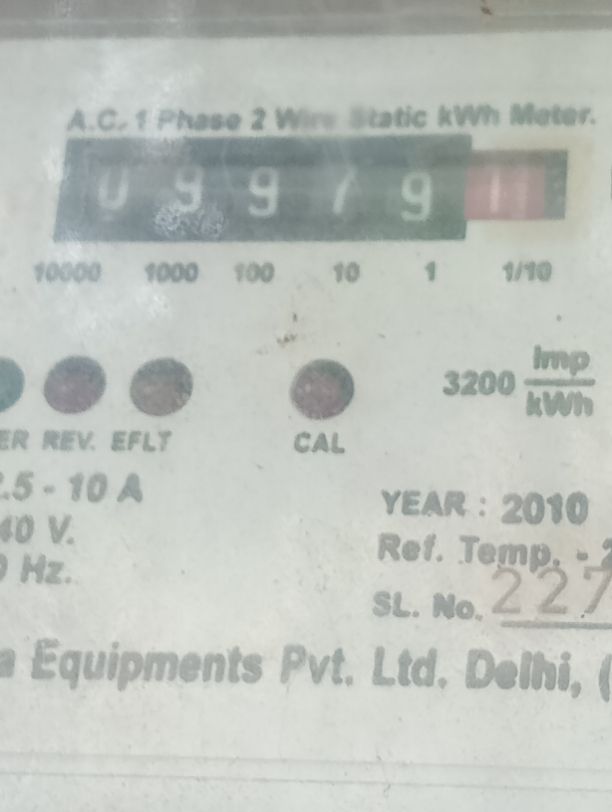 A.C. 1 Phase 2 Wire Static kWh Meter.
0 9 9 7 9
10000 1000 100 10 1 1/10
3200 Imp/kWh
ER REV. EFLT CAL
.5 - 10 A
40 V.
YEAR : 2010
Ref. Temp. - 2
Hz.
SL. No. 227
a Equipments Pvt. Ltd. Delhi, (